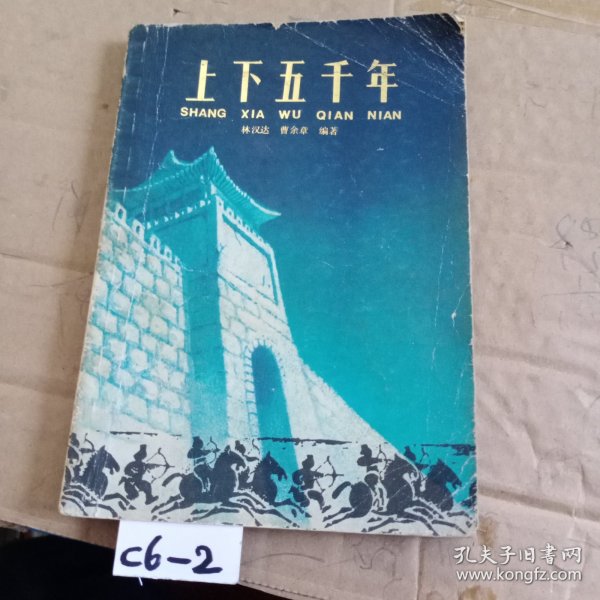 上下五千年
SHANG XIA WU QIAN NIAN
林汉达 曹余章 编著
C6-2
孔夫子旧书网
www.kongfz.com